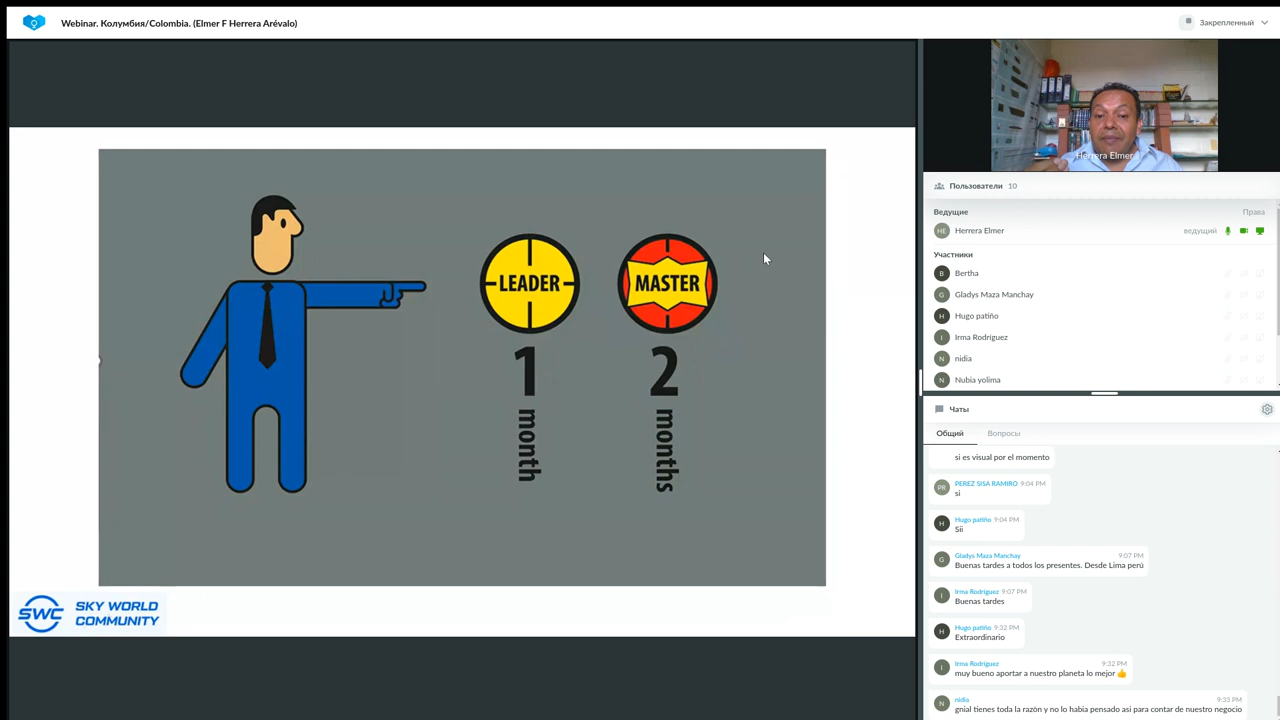 Webinar. Колумбия/Colombia. (Elmer F Herrera Arévalo)
Закрепленный
LEADER
MASTER
1
2
month
months
SWC
SKY WORLD
COMMUNITY
Herrera Elmer
Пользователи 10
Ведущие
Права
HE
Herrera Elmer
ведущий
Участники
B
Bertha
G
Gladys Maza Manchay
H
Hugo patiño
I
Irma Rodríguez
N
nidia
N
Nubia yolima
Чаты
Общий
Вопросы
si es visual por el momento
PR
PEREZ SISA RAMIRO 9:04 PM
si
H
Hugo patiño 9:04 PM
Sii
G
Gladys Maza Manchay 9:07 PM
Buenas tardes a todos los presentes. Desde Lima perú
I
Irma Rodríguez 9:07 PM
Buenas tardes
H
Hugo patiño 9:32 PM
Extraordinario
I
Irma Rodríguez 9:32 PM
muy bueno aportar a nuestro planeta lo mejor 👍
N
nidia 9:33 PM
gnial tienes toda la razón y no lo habia pensado asi para contar de nuestro negocio